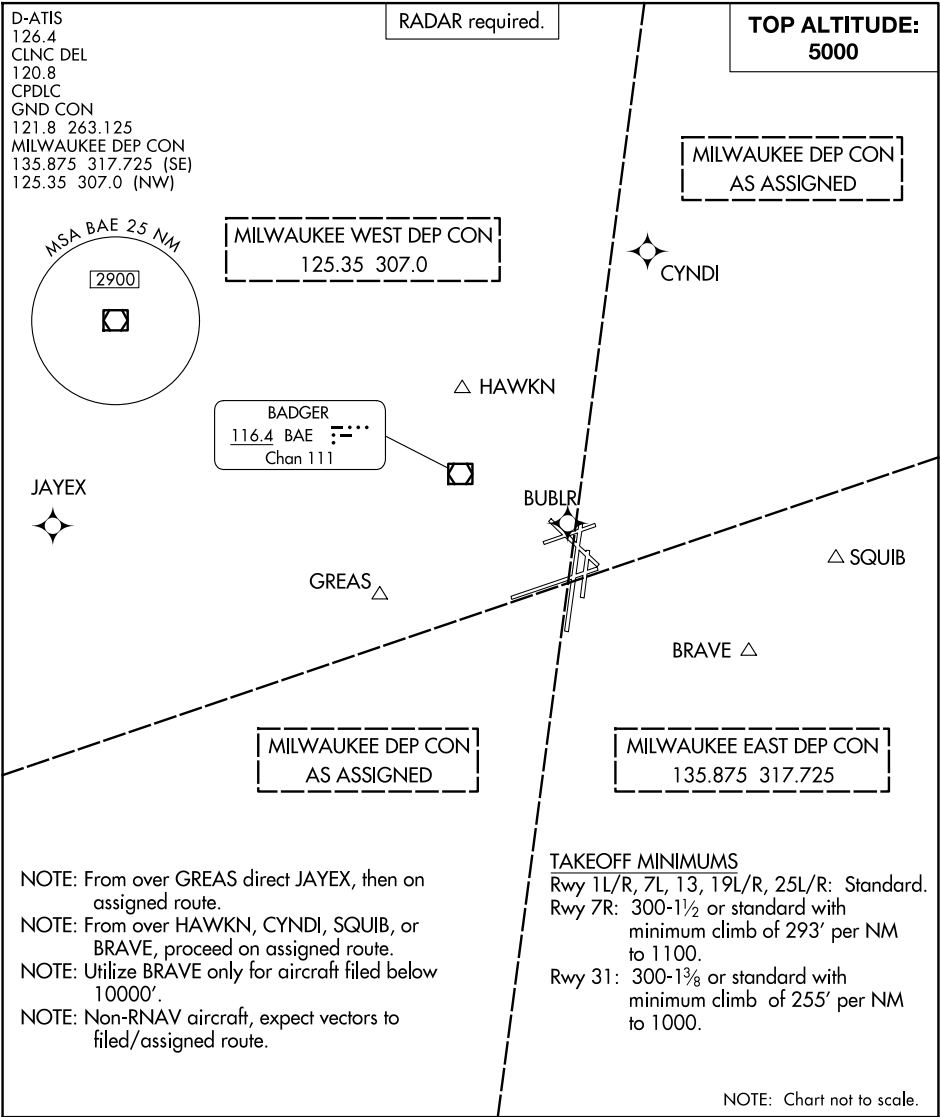 D-ATIS
126.4
CLNC DEL
120.8
CPDLC
GND CON
121.8 263.125
MILWAUKEE DEP CON
135.875 317.725 (SE)
125.35 307.0 (NW)
RADAR required.
TOP ALTITUDE:
5000
MILWAUKEE DEP CON
AS ASSIGNED
MSA BAE 25 NM
2900
MILWAUKEE WEST DEP CON
125.35 307.0
CYNDI
HAWKN
BADGER
116.4 BAE
Chan 111
JAYEX
BUBLR
SQUIB
GREAS
BRAVE
MILWAUKEE DEP CON
AS ASSIGNED
MILWAUKEE EAST DEP CON
135.875 317.725
NOTE: From over GREAS direct JAYEX, then on
assigned route.
NOTE: From over HAWKN, CYNDI, SQUIB, or
BRAVE, proceed on assigned route.
NOTE: Utilize BRAVE only for aircraft filed below
10000'.
NOTE: Non-RNAV aircraft, expect vectors to
filed/assigned route.
TAKEOFF MINIMUMS
Rwy 1L/R, 7L, 13, 19L/R, 25L/R: Standard.
Rwy 7R: 300-1½ or standard with
minimum climb of 293' per NM
to 1100.
Rwy 31: 300-1⅜ or standard with
minimum climb of 255' per NM
to 1000.
NOTE: Chart not to scale.